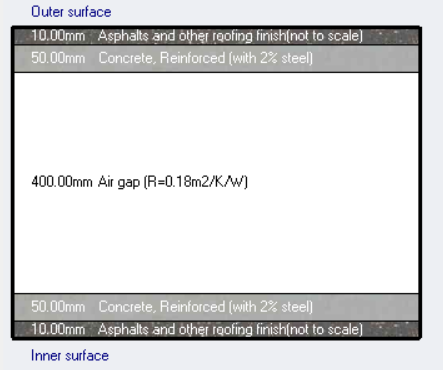 Outer surface
10.00mm Asphalts and other roofing finish(not to scale)
50.00mm Concrete, Reinforced (with 2% steel)
400.00mm Air gap (R=0.18m2/K/W)
50.00mm Concrete, Reinforced (with 2% steel)
10.00mm Asphalts and other roofing finish(not to scale)
Inner surface